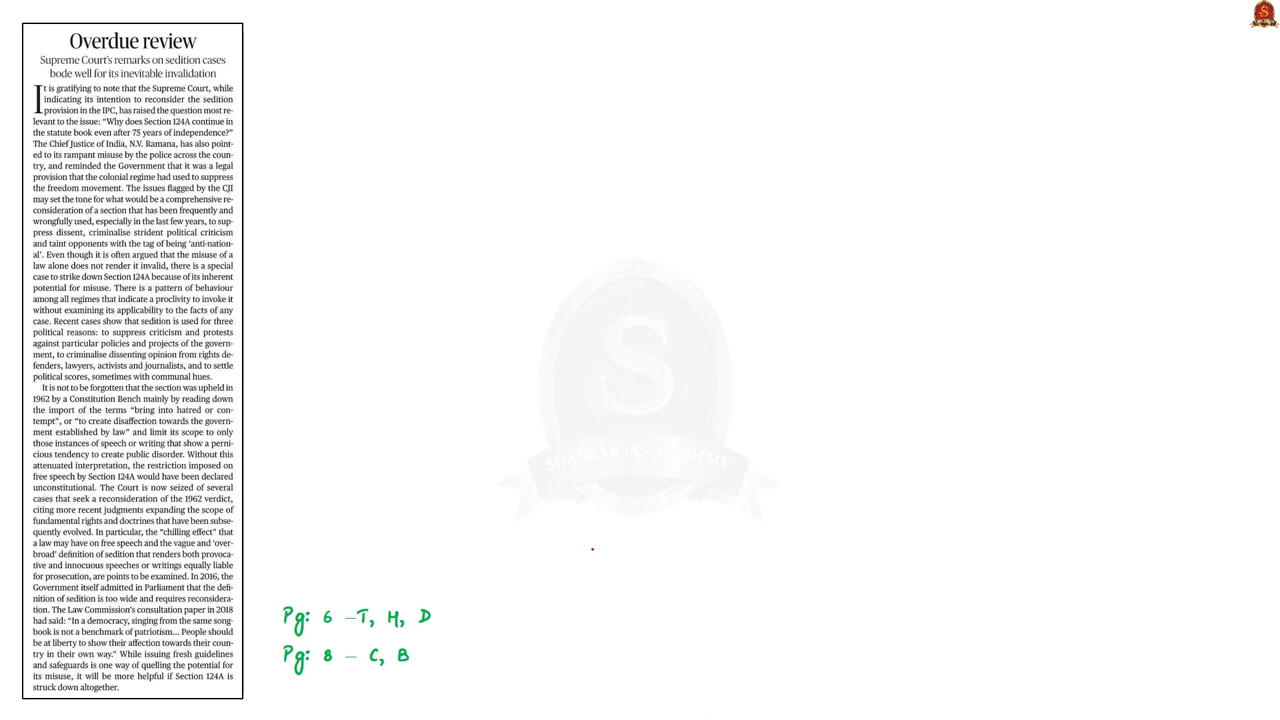 Overdue review
Supreme Court's remarks on sedition cases
bode well for its inevitable invalidation
It is gratifying to note that the Supreme Court, while
indicating its intention to reconsider the sedition
provision in the IPC, has raised the question most re-
levant to the issue: “Why does Section 124A continue in
the statute book even after 75 years of independence?”
The Chief Justice of India, N.V. Ramana, has also point-
ed to its rampant misuse by the police across the coun-
try, and reminded the Government that it was a legal
provision that the colonial regime had used to suppress
the freedom movement. The issues flagged by the CJI
may set the tone for what would be a comprehensive re-
consideration of a section that has been frequently and
wrongfully used, especially in the last few years, to sup-
press dissent, criminalise strident political criticism
and taint opponents with the tag of being ‘anti-nation-
al’. Even though it is often argued that the misuse of a
law alone does not render it invalid, there is a special
case to strike down Section 124A because of its inherent
potential for misuse. There is a pattern of behaviour
among all regimes that indicate a proclivity to invoke it
without examining its applicability to the facts of any
case. Recent cases show that sedition is used for three
political reasons: to suppress criticism and protests
against particular policies and projects of the govern-
ment, to criminalise dissenting opinion from rights de-
fenders, lawyers, activists and journalists, and to settle
political scores, sometimes with communal hues.
It is not to be forgotten that the section was upheld in
1962 by a Constitution Bench mainly by reading down
the import of the terms “bring into hatred or con-
tempt”, or “to create disaffection towards the govern-
ment established by law” and limit its scope to only
those instances of speech or writing that show a perni-
cious tendency to create public disorder. Without this
attenuated interpretation, the restriction imposed on
free speech by Section 124A would have been declared
unconstitutional. The Court is now seized of several
cases that seek a reconsideration of the 1962 verdict,
citing more recent judgments expanding the scope of
fundamental rights and doctrines that have been subse-
quently evolved. In particular, the “chilling effect” that
a law may have on free speech and the vague and ‘over-
broad’ definition of sedition that renders both provoca-
tive and innocuous speeches or writings equally liable
for prosecution, are points to be examined. In 2016, the
Government itself admitted in Parliament that the defi-
nition of sedition is too wide and requires reconsidera-
tion. The Law Commission’s consultation paper in 2018
had said: “In a democracy, singing from the same song-
book is not a benchmark of patriotism... People should
be at liberty to show their affection towards their coun-
try in their own way.” While issuing fresh guidelines
and safeguards is one way of quelling the potential for
its misuse, it will be more helpful if Section 124A is
struck down altogether.
S
SHANKAR IAS ACADEMY
Pg: 6 – T, H, D
Pg: 8 – C, B